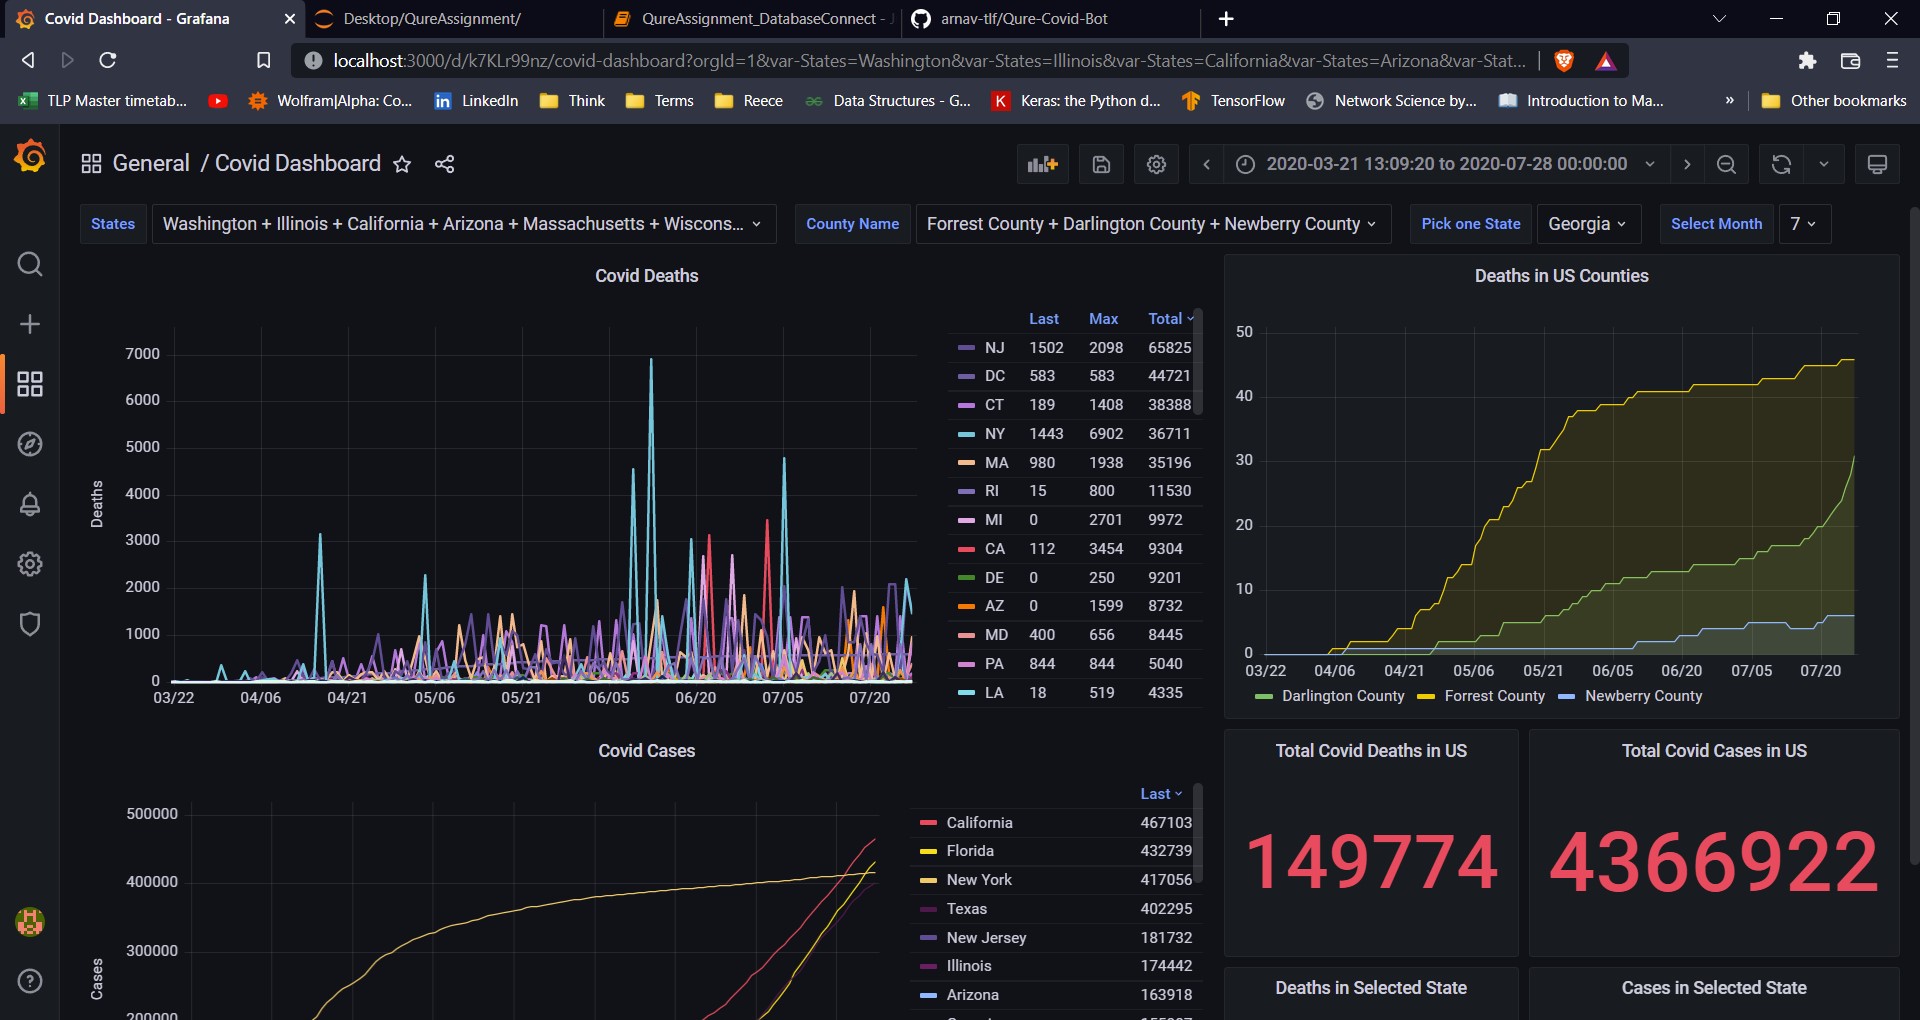 Covid Dashboard - Grafana
Desktop/QureAssignment/
QureAssignment_DatabaseConnect -
arnav-tlf/Qure-Covid-Bot
localhost:3000/d/k7KLr99nz/covid-dashboard?orgId=1&var-States=Washington&var-States=Illinois&var-States=California&var-States=Arizona&var-Stat...
TLP Master timetab...
Wolfram|Alpha: Co...
LinkedIn
Think
Terms
Reece
Data Structures - G...
Keras: the Python d...
TensorFlow
Network Science by...
Introduction to Ma...
»
Other bookmarks
General / Covid Dashboard
2020-03-21 13:09:20 to 2020-07-28 00:00:00
States
Washington + Illinois + California + Arizona + Massachusetts + Wiscons...
County Name
Forrest County + Darlington County + Newberry County
Pick one State
Georgia
Select Month
7
Covid Deaths
Deaths
7000
6000
5000
4000
3000
2000
1000
0
03/22 04/06 04/21 05/06 05/21 06/05 06/20 07/05 07/20
Last Max Total
NJ 1502 2098 65825
DC 583 583 44721
CT 189 1408 38388
NY 1443 6902 36711
MA 980 1938 35196
RI 15 800 11530
MI 0 2701 9972
CA 112 3454 9304
DE 0 250 9201
AZ 0 1599 8732
MD 400 656 8445
PA 844 844 5040
LA 18 519 4335
Deaths in US Counties
50
40
30
20
10
0
03/22 04/06 04/21 05/06 05/21 06/05 06/20 07/05 07/20
Darlington County Forrest County Newberry County
Covid Cases
Cases
500000
400000
300000
200000
Last
California 467103
Florida 432739
New York 417056
Texas 402295
New Jersey 181732
Illinois 174442
Arizona 163918
Total Covid Deaths in US
149774
Total Covid Cases in US
4366922
Deaths in Selected State
Cases in Selected State